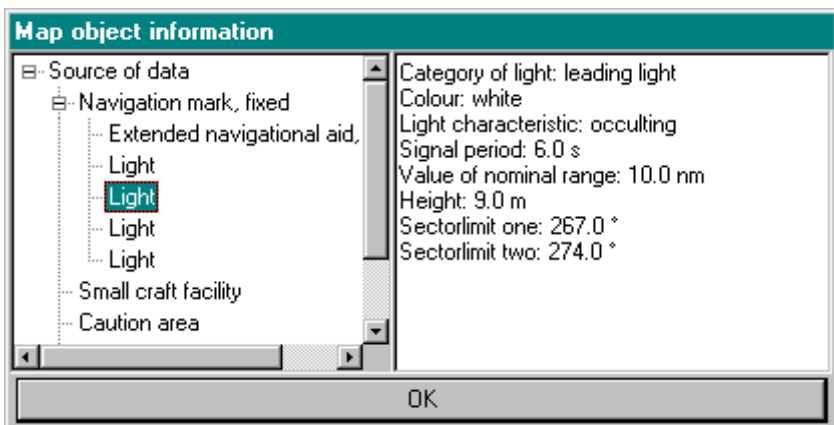 Map object information
Source of data
Navigation mark, fixed
Extended navigational aid,
Light
Light
Light
Light
Small craft facility
Caution area
Category of light: leading light
Colour: white
Light characteristic: occulting
Signal period: 6.0 s
Value of nominal range: 10.0 nm
Height: 9.0 m
Sectorlimit one: 267.0 °
Sectorlimit two: 274.0 °
OK